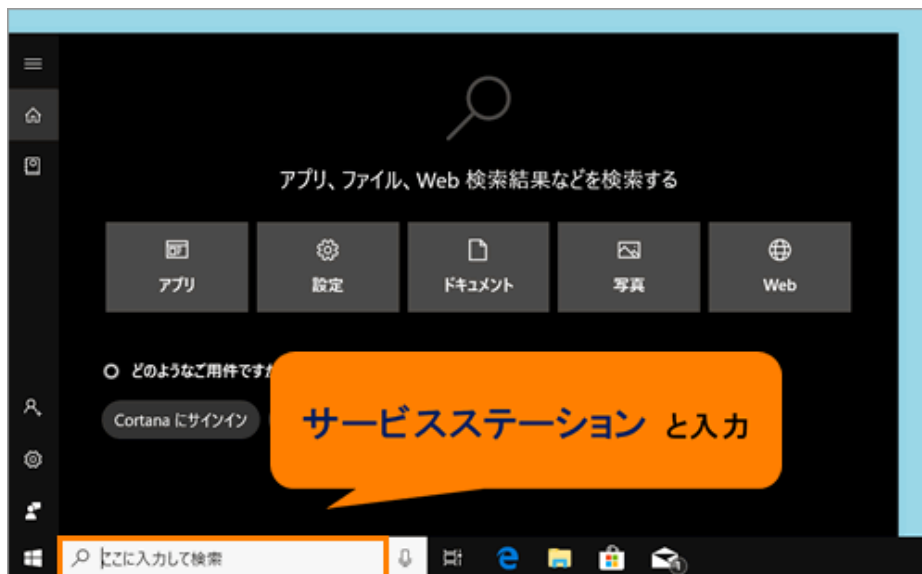 アプリ、ファイル、Web 検索結果などを検索する
アプリ
設定
ドキュメント
写真
Web
どのようなご用件です
Cortana にサインイン
サービスステーション と入力
ここに入力して検索